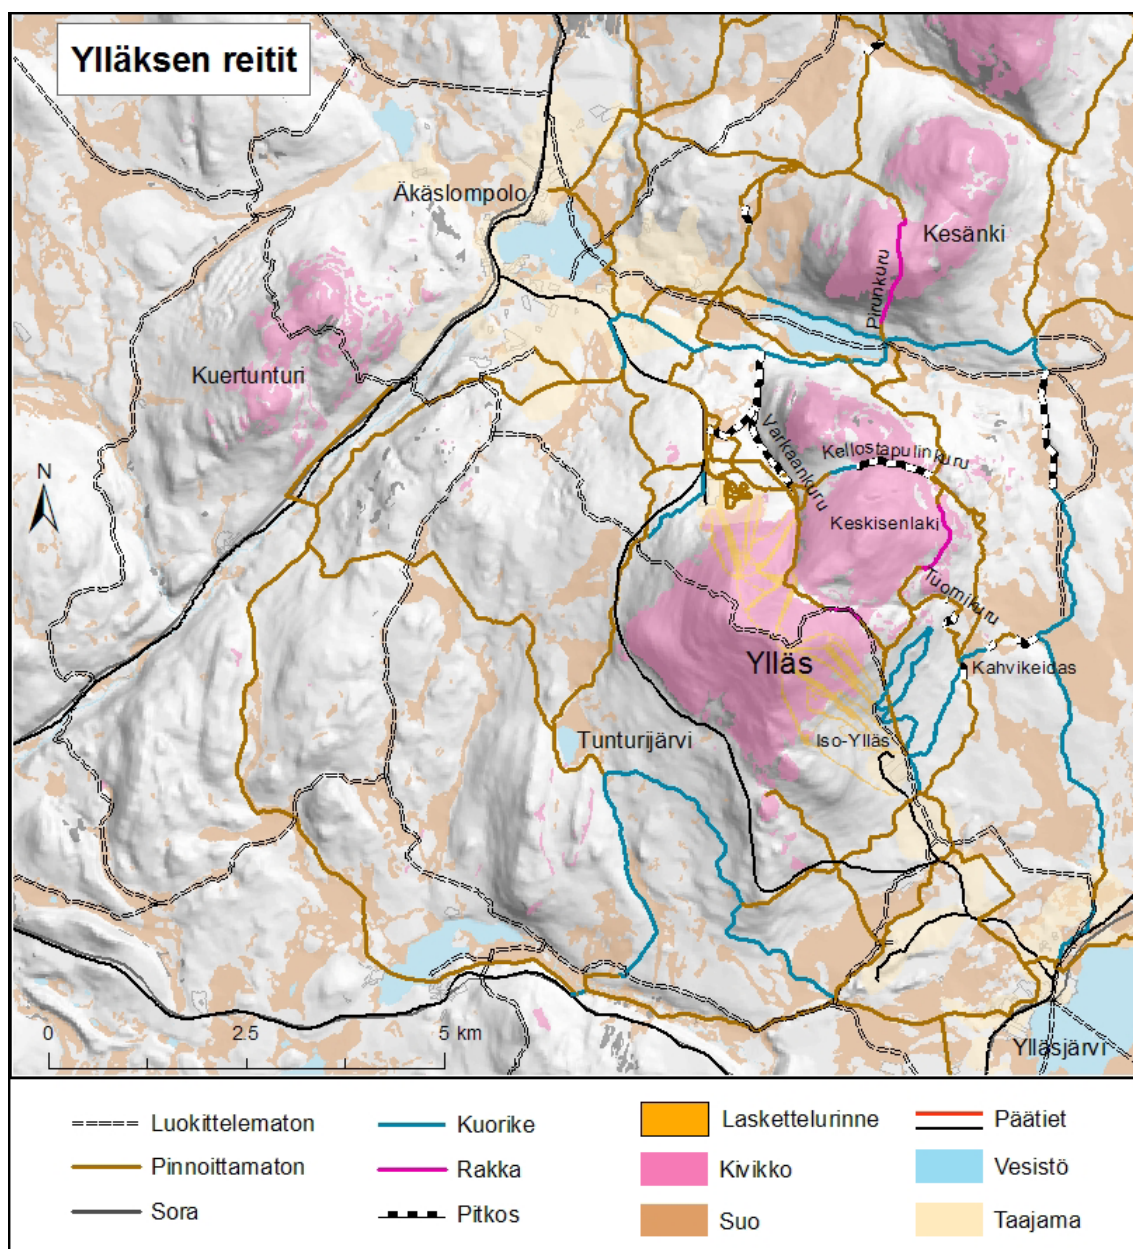 Ylläksen reitit
Äkäslompolo
Kesänki
Pirunkuru
Kuertunturi
Varkaankuru
Kellostapulinkuru
N
Keskisenlaki
Tuomikuru
Ylläs
Kahvikeidas
Tunturijärvi
Iso-Ylläs
0 2.5 5 km
Ylläsjärvi
Luokittelematon
Kuorike
Laskettelurinne
Päätiet
Pinnoittamaton
Rakka
Kivikko
Vesistö
Sora
Pitkos
Suo
Taajama